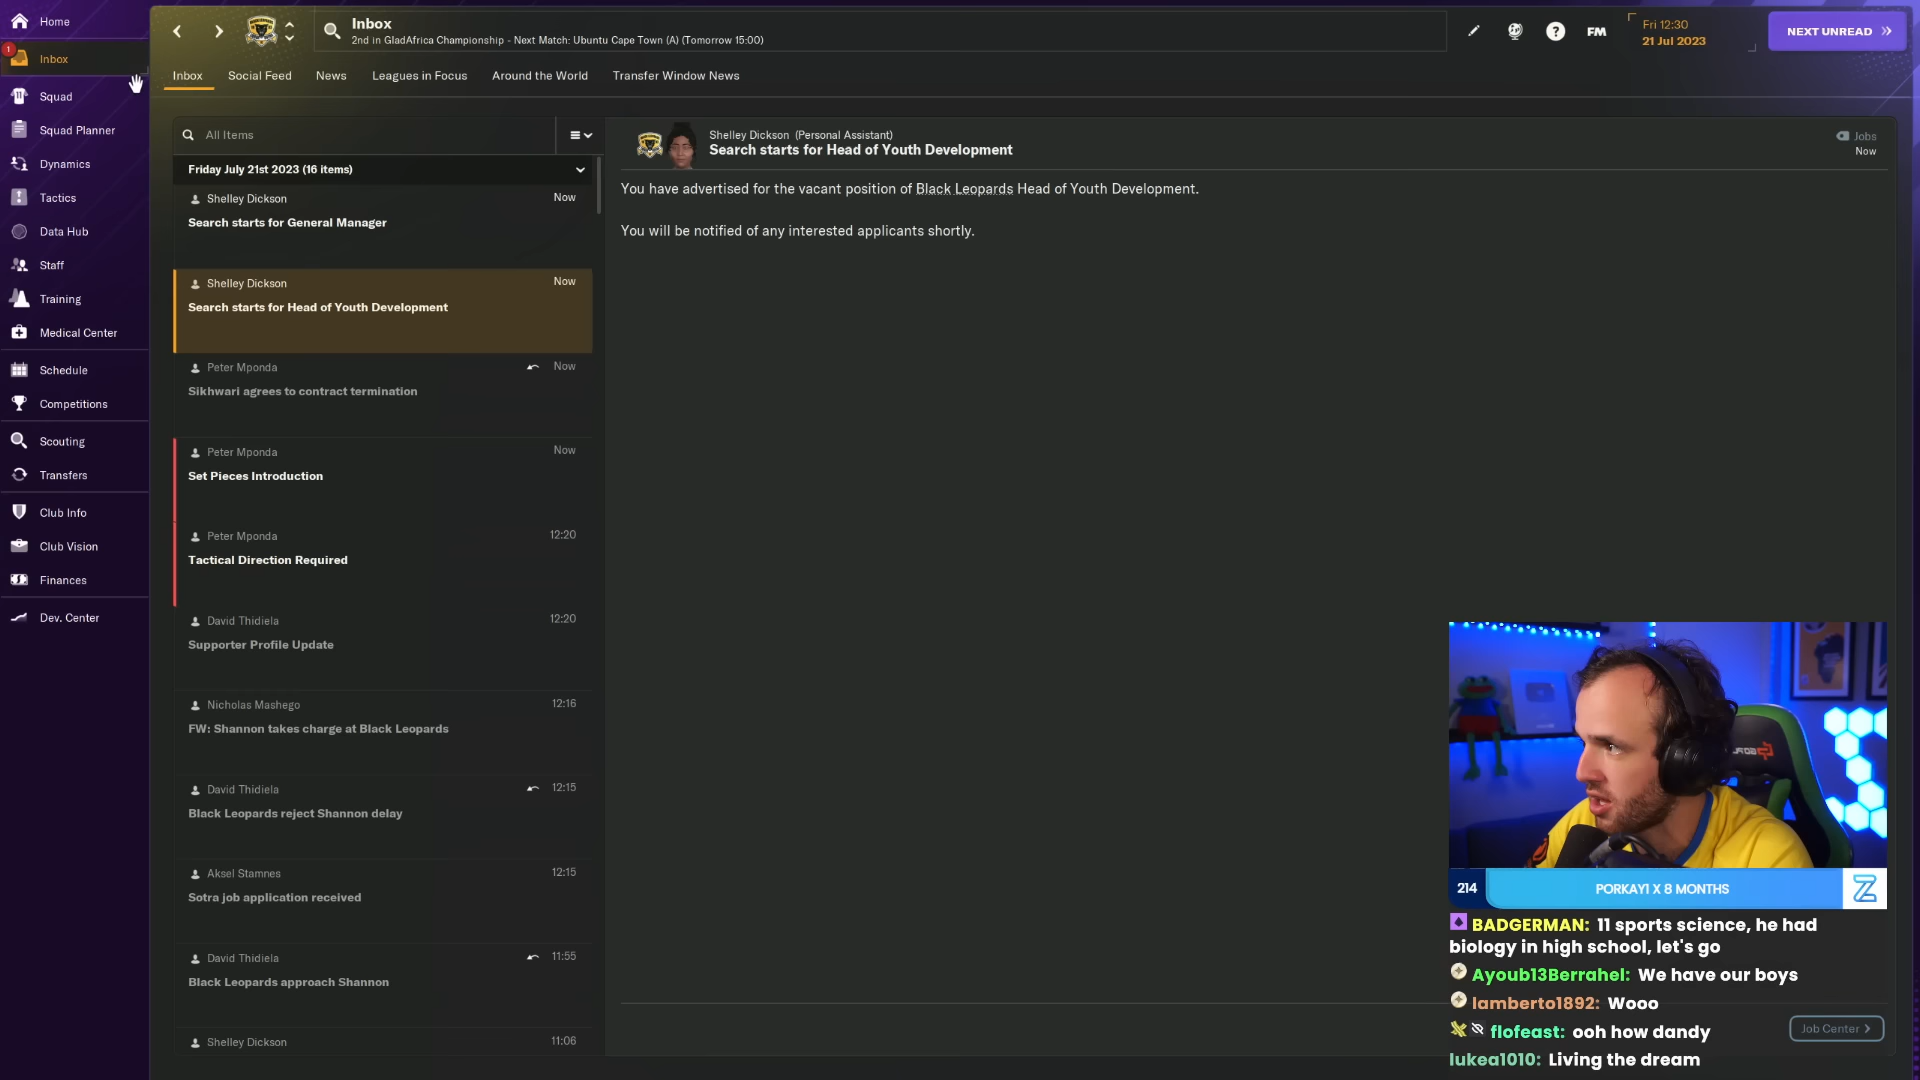 Home
1
Inbox
Squad
Squad Planner
Dynamics
Tactics
Data Hub
Staff
Training
Medical Center
Schedule
Competitions
Scouting
Transfers
Club Info
Club Vision
Finances
Dev. Center
Inbox
2nd in GladAfrica Championship - Next Match: Ubuntu Cape Town (A) (Tomorrow 15:00)
FM
Fri 12:30
21 Jul 2023
NEXT UNREAD
Inbox Social Feed News Leagues in Focus Around the World Transfer Window News
All Items
Friday July 21st 2023 (16 items)
Shelley Dickson Now
Search starts for General Manager
Shelley Dickson Now
Search starts for Head of Youth Development
Peter Mponda Now
Sikhwari agrees to contract termination
Peter Mponda Now
Set Pieces Introduction
Peter Mponda 12:20
Tactical Direction Required
David Thidiela 12:20
Supporter Profile Update
Nicholas Mashego 12:16
FW: Shannon takes charge at Black Leopards
David Thidiela 12:15
Black Leopards reject Shannon delay
Aksel Stamnes 12:15
Sotra job application received
David Thidiela 11:55
Black Leopards approach Shannon
Shelley Dickson 11:06
Shelley Dickson (Personal Assistant)
Search starts for Head of Youth Development
Jobs
Now
You have advertised for the vacant position of Black Leopards Head of Youth Development.
You will be notified of any interested applicants shortly.
214 PORKAY1 X 8 MONTHS
BADGERMAN: 11 sports science, he had
biology in high school, let's go
Ayoub13Berrahel: We have our boys
lamberto1892: Wooo
flofeast: ooh how dandy
lukea1010: Living the dream
Job Center